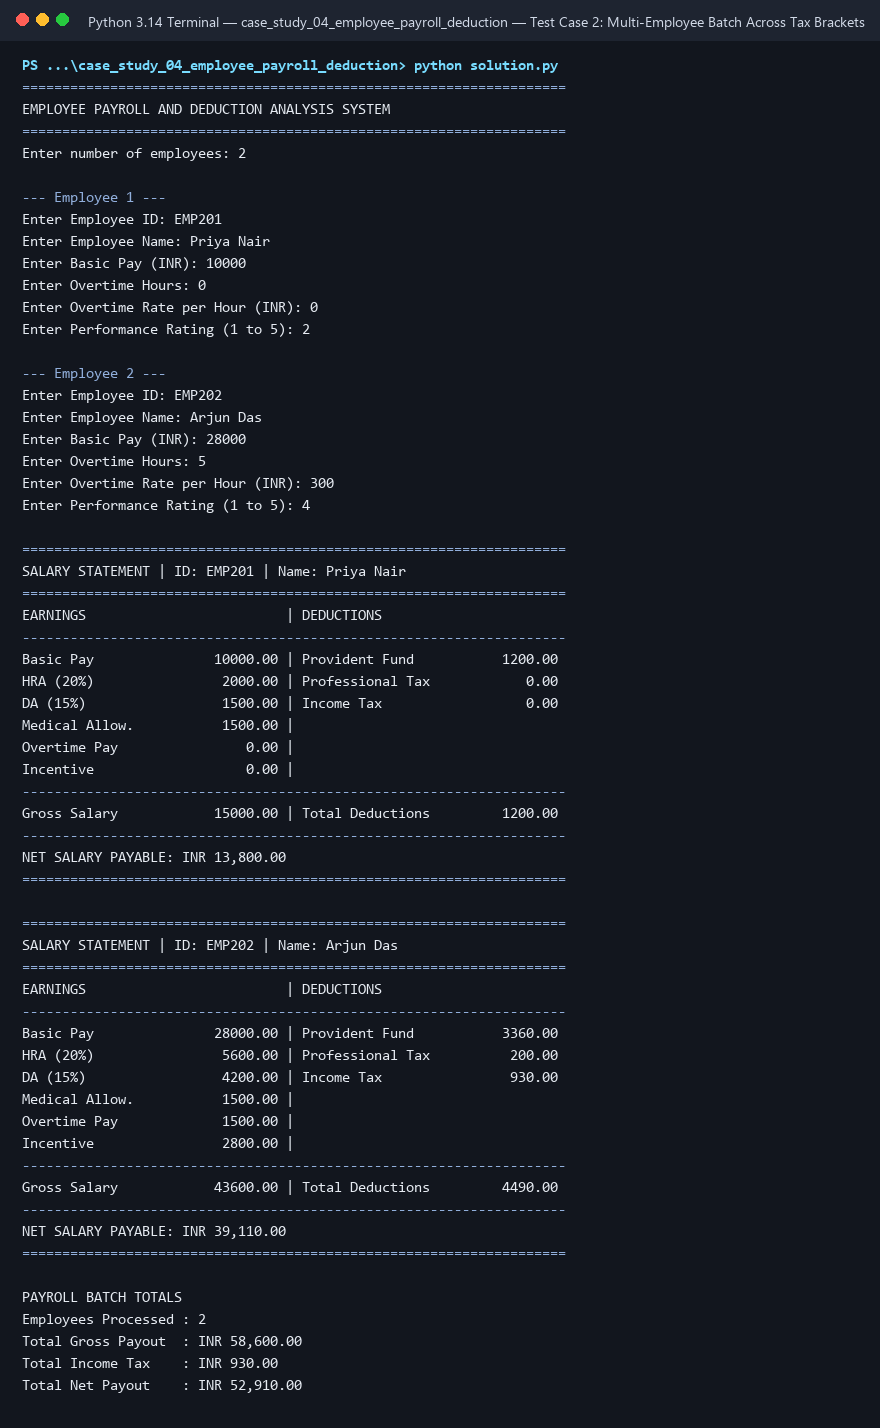 Python 3.14 Terminal — case_study_04_employee_payroll_deduction — Test Case 2: Multi-Employee Batch Across Tax Brackets
PS ...\case_study_04_employee_payroll_deduction> python solution.py
====================================================================
EMPLOYEE PAYROLL AND DEDUCTION ANALYSIS SYSTEM
====================================================================
Enter number of employees: 2

--- Employee 1 ---
Enter Employee ID: EMP201
Enter Employee Name: Priya Nair
Enter Basic Pay (INR): 10000
Enter Overtime Hours: 0
Enter Overtime Rate per Hour (INR): 0
Enter Performance Rating (1 to 5): 2

--- Employee 2 ---
Enter Employee ID: EMP202
Enter Employee Name: Arjun Das
Enter Basic Pay (INR): 28000
Enter Overtime Hours: 5
Enter Overtime Rate per Hour (INR): 300
Enter Performance Rating (1 to 5): 4

====================================================================
SALARY STATEMENT | ID: EMP201 | Name: Priya Nair
====================================================================
EARNINGS                         | DEDUCTIONS
--------------------------------------------------------------------
Basic Pay               10000.00 | Provident Fund           1200.00
HRA (20%)                2000.00 | Professional Tax            0.00
DA (15%)                 1500.00 | Income Tax                  0.00
Medical Allow.           1500.00 |
Overtime Pay                0.00 |
Incentive                   0.00 |
--------------------------------------------------------------------
Gross Salary            15000.00 | Total Deductions         1200.00
--------------------------------------------------------------------
NET SALARY PAYABLE: INR 13,800.00
====================================================================

====================================================================
SALARY STATEMENT | ID: EMP202 | Name: Arjun Das
====================================================================
EARNINGS                         | DEDUCTIONS
--------------------------------------------------------------------
Basic Pay               28000.00 | Provident Fund           3360.00
HRA (20%)                5600.00 | Professional Tax          200.00
DA (15%)                 4200.00 | Income Tax                930.00
Medical Allow.           1500.00 |
Overtime Pay             1500.00 |
Incentive                2800.00 |
--------------------------------------------------------------------
Gross Salary            43600.00 | Total Deductions         4490.00
--------------------------------------------------------------------
NET SALARY PAYABLE: INR 39,110.00
====================================================================

PAYROLL BATCH TOTALS
Employees Processed : 2
Total Gross Payout  : INR 58,600.00
Total Income Tax    : INR 930.00
Total Net Payout    : INR 52,910.00